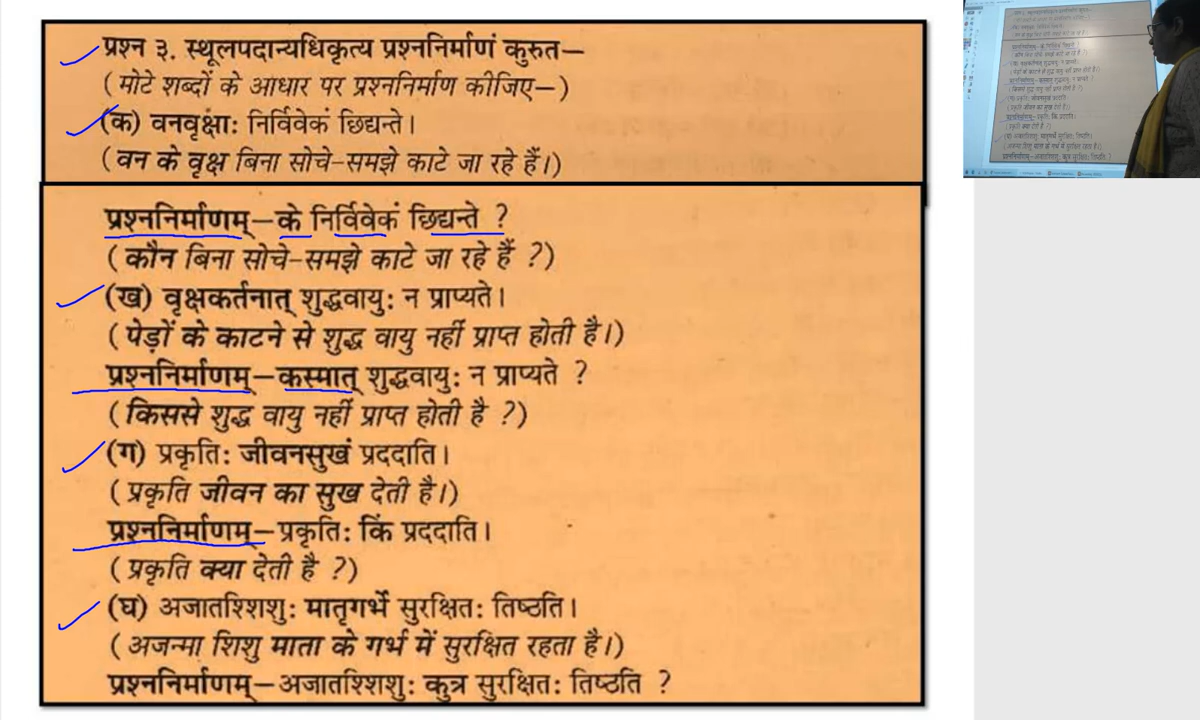 प्रश्न ३. स्थूलपदान्यधिकृत्य प्रश्ननिर्माणं कुरुत—
(मोटे शब्दों के आधार पर प्रश्ननिर्माण कीजिए—)
(क) वनवृक्षाः निर्विवेकं छिद्यन्ते।
(वन के वृक्ष बिना सोचे-समझे काटे जा रहे हैं।)
प्रश्ननिर्माणम्—के निर्विवेकं छिद्यन्ते ?
(कौन बिना सोचे-समझे काटे जा रहे हैं ?)
(ख) वृक्षकर्तनात् शुद्धवायुः न प्राप्यते।
(पेड़ों के काटने से शुद्ध वायु नहीं प्राप्त होती है।)
प्रश्ननिर्माणम्—कस्मात् शुद्धवायुः न प्राप्यते ?
(किससे शुद्ध वायु नहीं प्राप्त होती है ?)
(ग) प्रकृतिः जीवनसुखं प्रददाति।
(प्रकृति जीवन का सुख देती है।)
प्रश्ननिर्माणम्—प्रकृतिः किं प्रददाति।
(प्रकृति क्या देती है ?)
(घ) अजातश्शिशुः मातृगर्भे सुरक्षितः तिष्ठति।
(अजन्मा शिशु माता के गर्भ में सुरक्षित रहता है।)
प्रश्ननिर्माणम्—अजातश्शिशुः कुत्र सुरक्षितः तिष्ठति ?